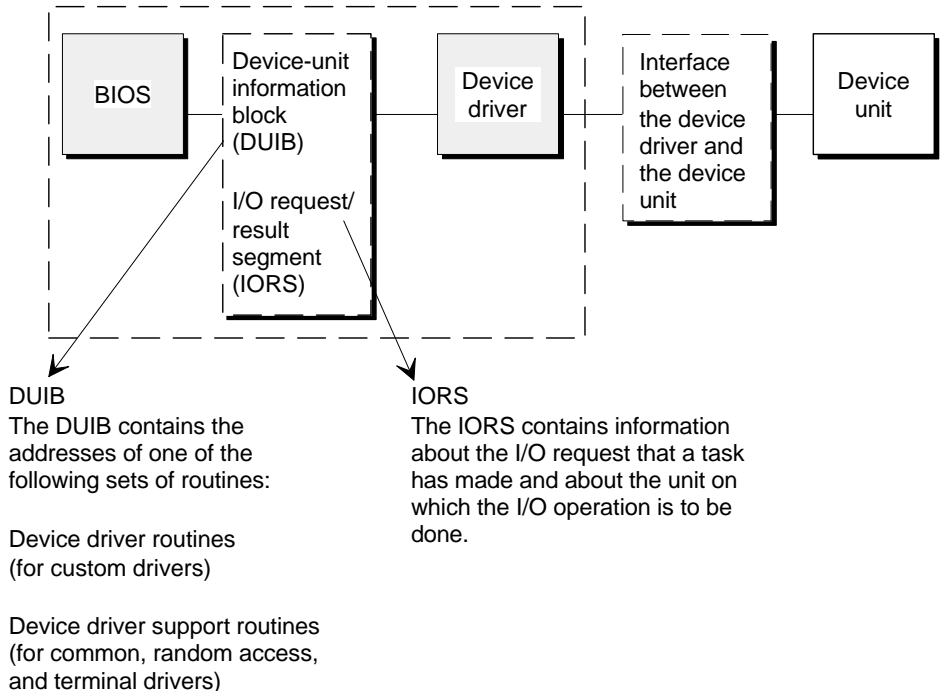 BIOS
Device-unit
information
block
(DUIB)
I/O request/
result
segment
(IORS)
Device
driver
Interface
between
the device
driver and
the device
unit
Device
unit
DUIB
The DUIB contains the
addresses of one of the
following sets of routines:
Device driver routines
(for custom drivers)
Device driver support routines
(for common, random access,
and terminal drivers)
IORS
The IORS contains information
about the I/O request that a task
has made and about the unit on
which the I/O operation is to be
done.